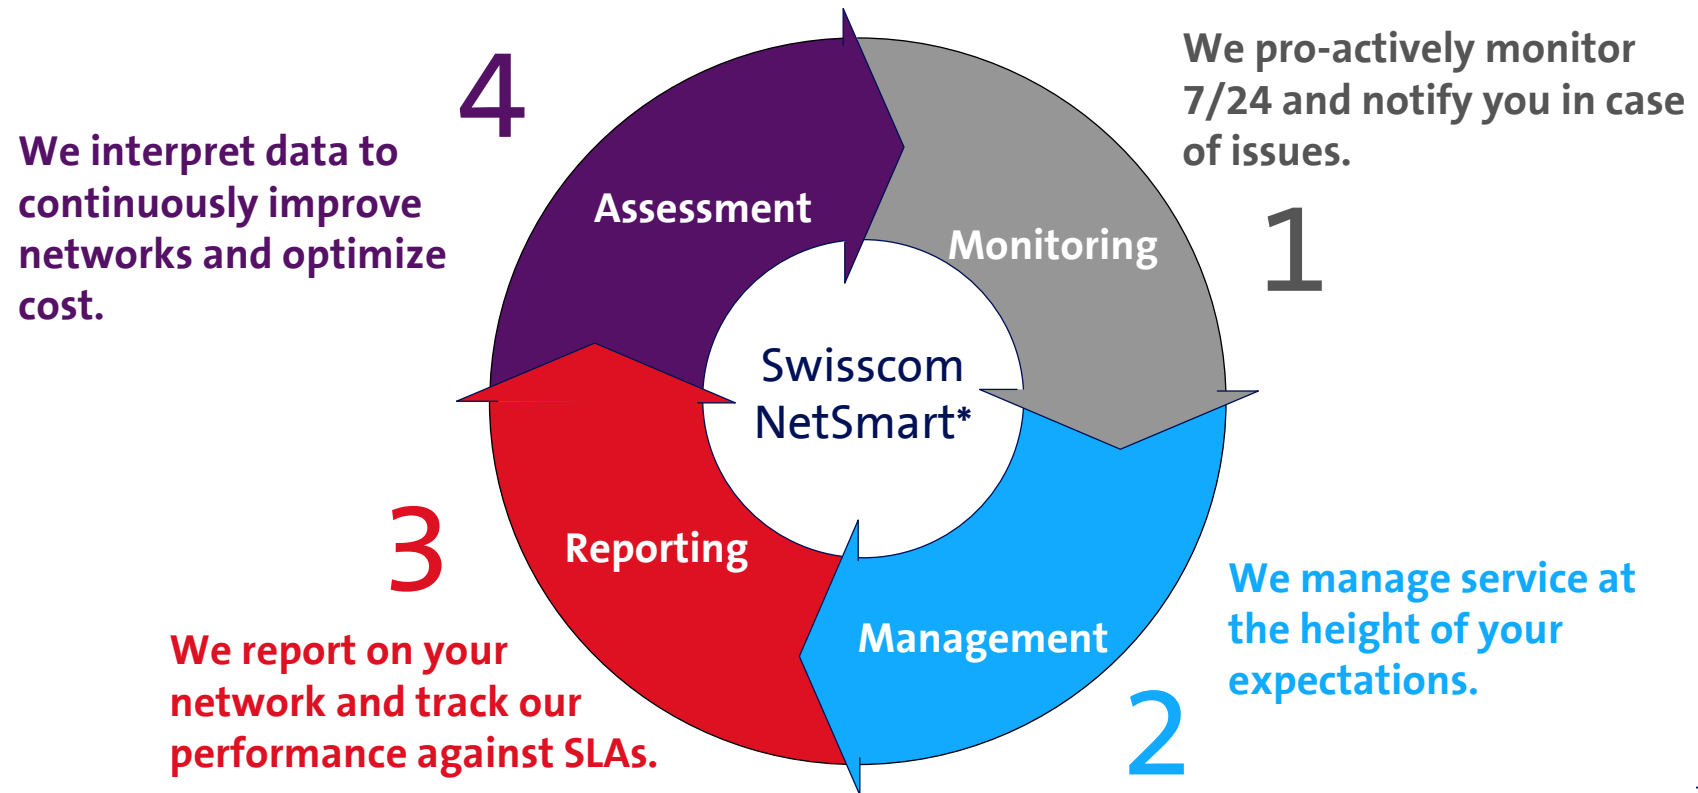 We pro-actively monitor
7/24 and notify you in case
of issues.
1
Monitoring
4
We interpret data to
continuously improve
networks and optimize
cost.
Assessment
Swisscom
NetSmart*
3
Reporting
We report on your
network and track our
performance against SLAs.
Management
2
We manage service at
the height of your
expectations.